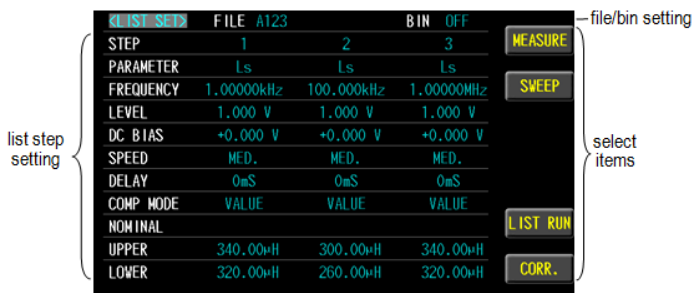 <LIST SET> FILE A123 BIN OFF
file/bin setting
STEP 1 2 3
MEASURE
PARAMETER Ls Ls Ls
FREQUENCY 1.00000kHz 100.000kHz 1.00000MHz
SWEEP
LEVEL 1.000 V 1.000 V 1.000 V
DC BIAS +0.000 V +0.000 V +0.000 V
list step
setting
select
items
SPEED MED. MED. MED.
DELAY 0mS 0mS 0mS
COMP MODE VALUE VALUE VALUE
NOMINAL
LIST RUN
UPPER 340.00μH 300.00μH 340.00μH
LOWER 320.00μH 260.00μH 320.00μH
CORR.